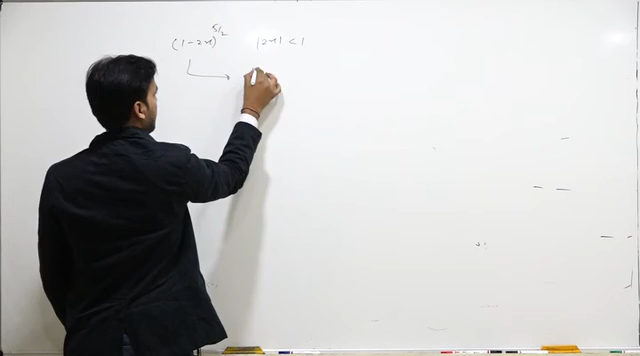 (1-2x)^5/2 |2x| < 1